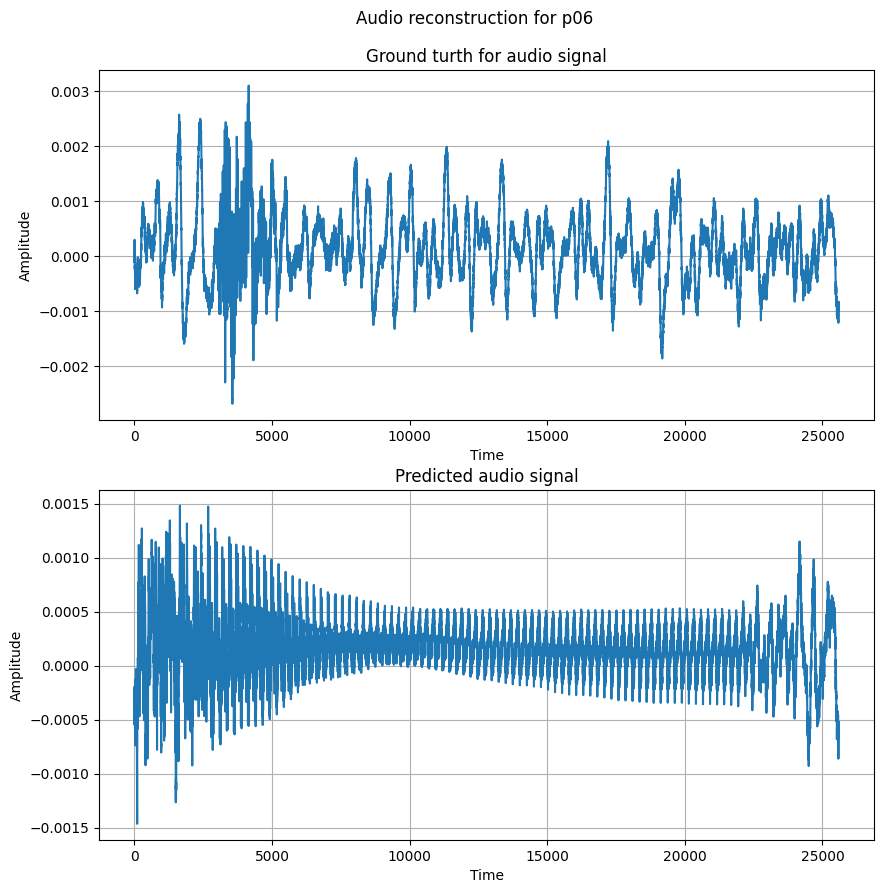 Audio reconstruction for p06
Ground turth for audio signal
0.003
0.002
0.001
0.000
−0.001
−0.002
Amplitude
0 5000 10000 15000 20000 25000
Time
Predicted audio signal
0.0015
0.0010
0.0005
0.0000
−0.0005
−0.0010
−0.0015
Amplitude
0 5000 10000 15000 20000 25000
Time